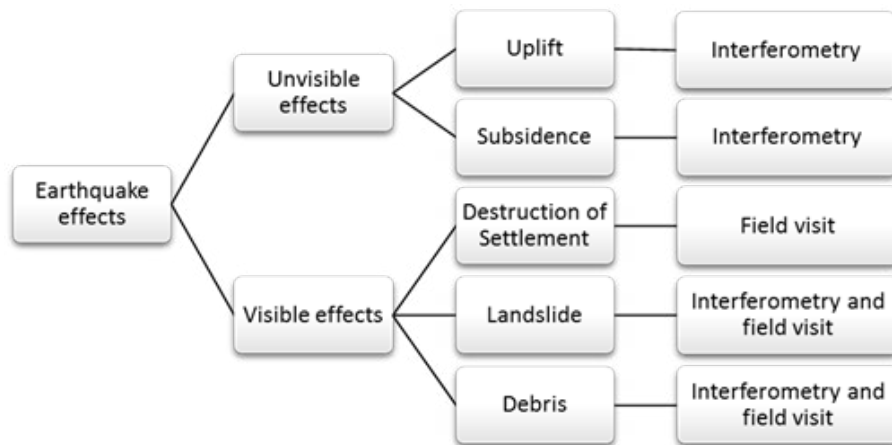 Earthquake
effects
Unvisible
effects
Uplift
Interferometry
Subsidence
Interferometry
Visible effects
Destruction of
Settlement
Field visit
Landslide
Interferometry and
field visit
Debris
Interferometry and
field visit